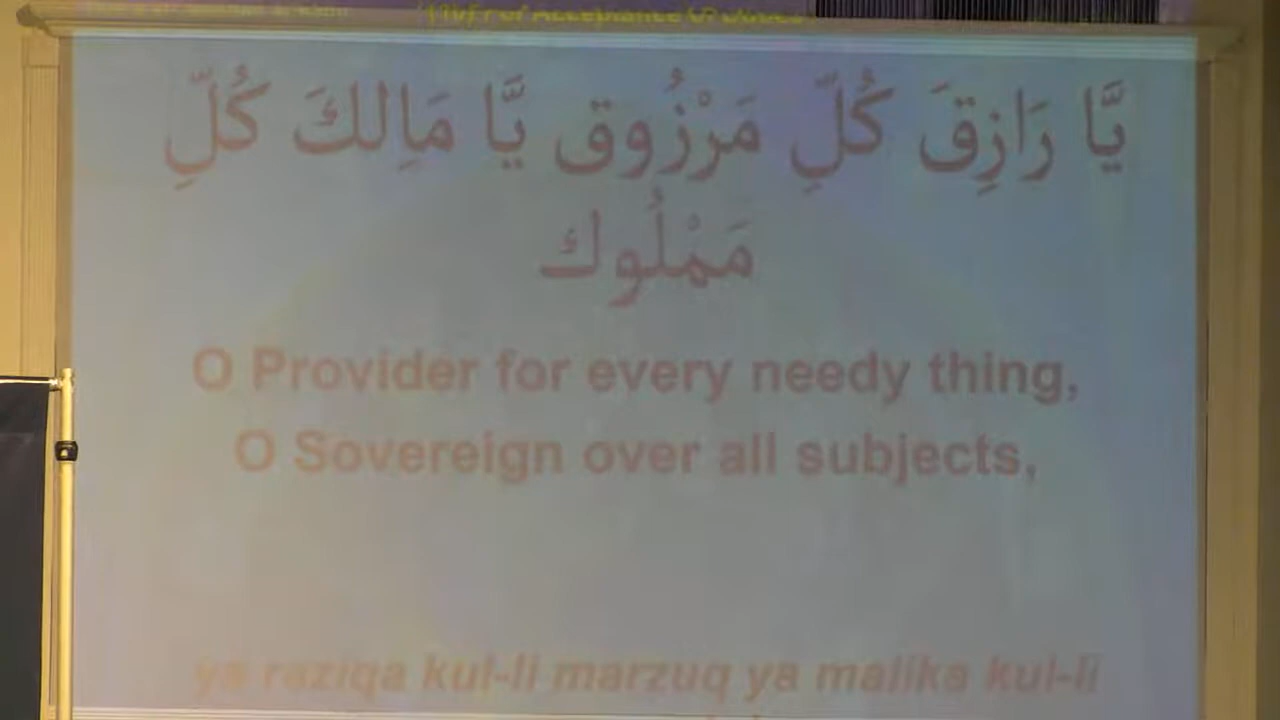 يَّا رَازِقَ كُلِّ مَرْزُوق يَّا مَالِكَ كُلِّ
مَمْلُوك
O Provider for every needy thing,
O Sovereign over all subjects,
ya raziqa kul-li marzuq ya malika kul-li